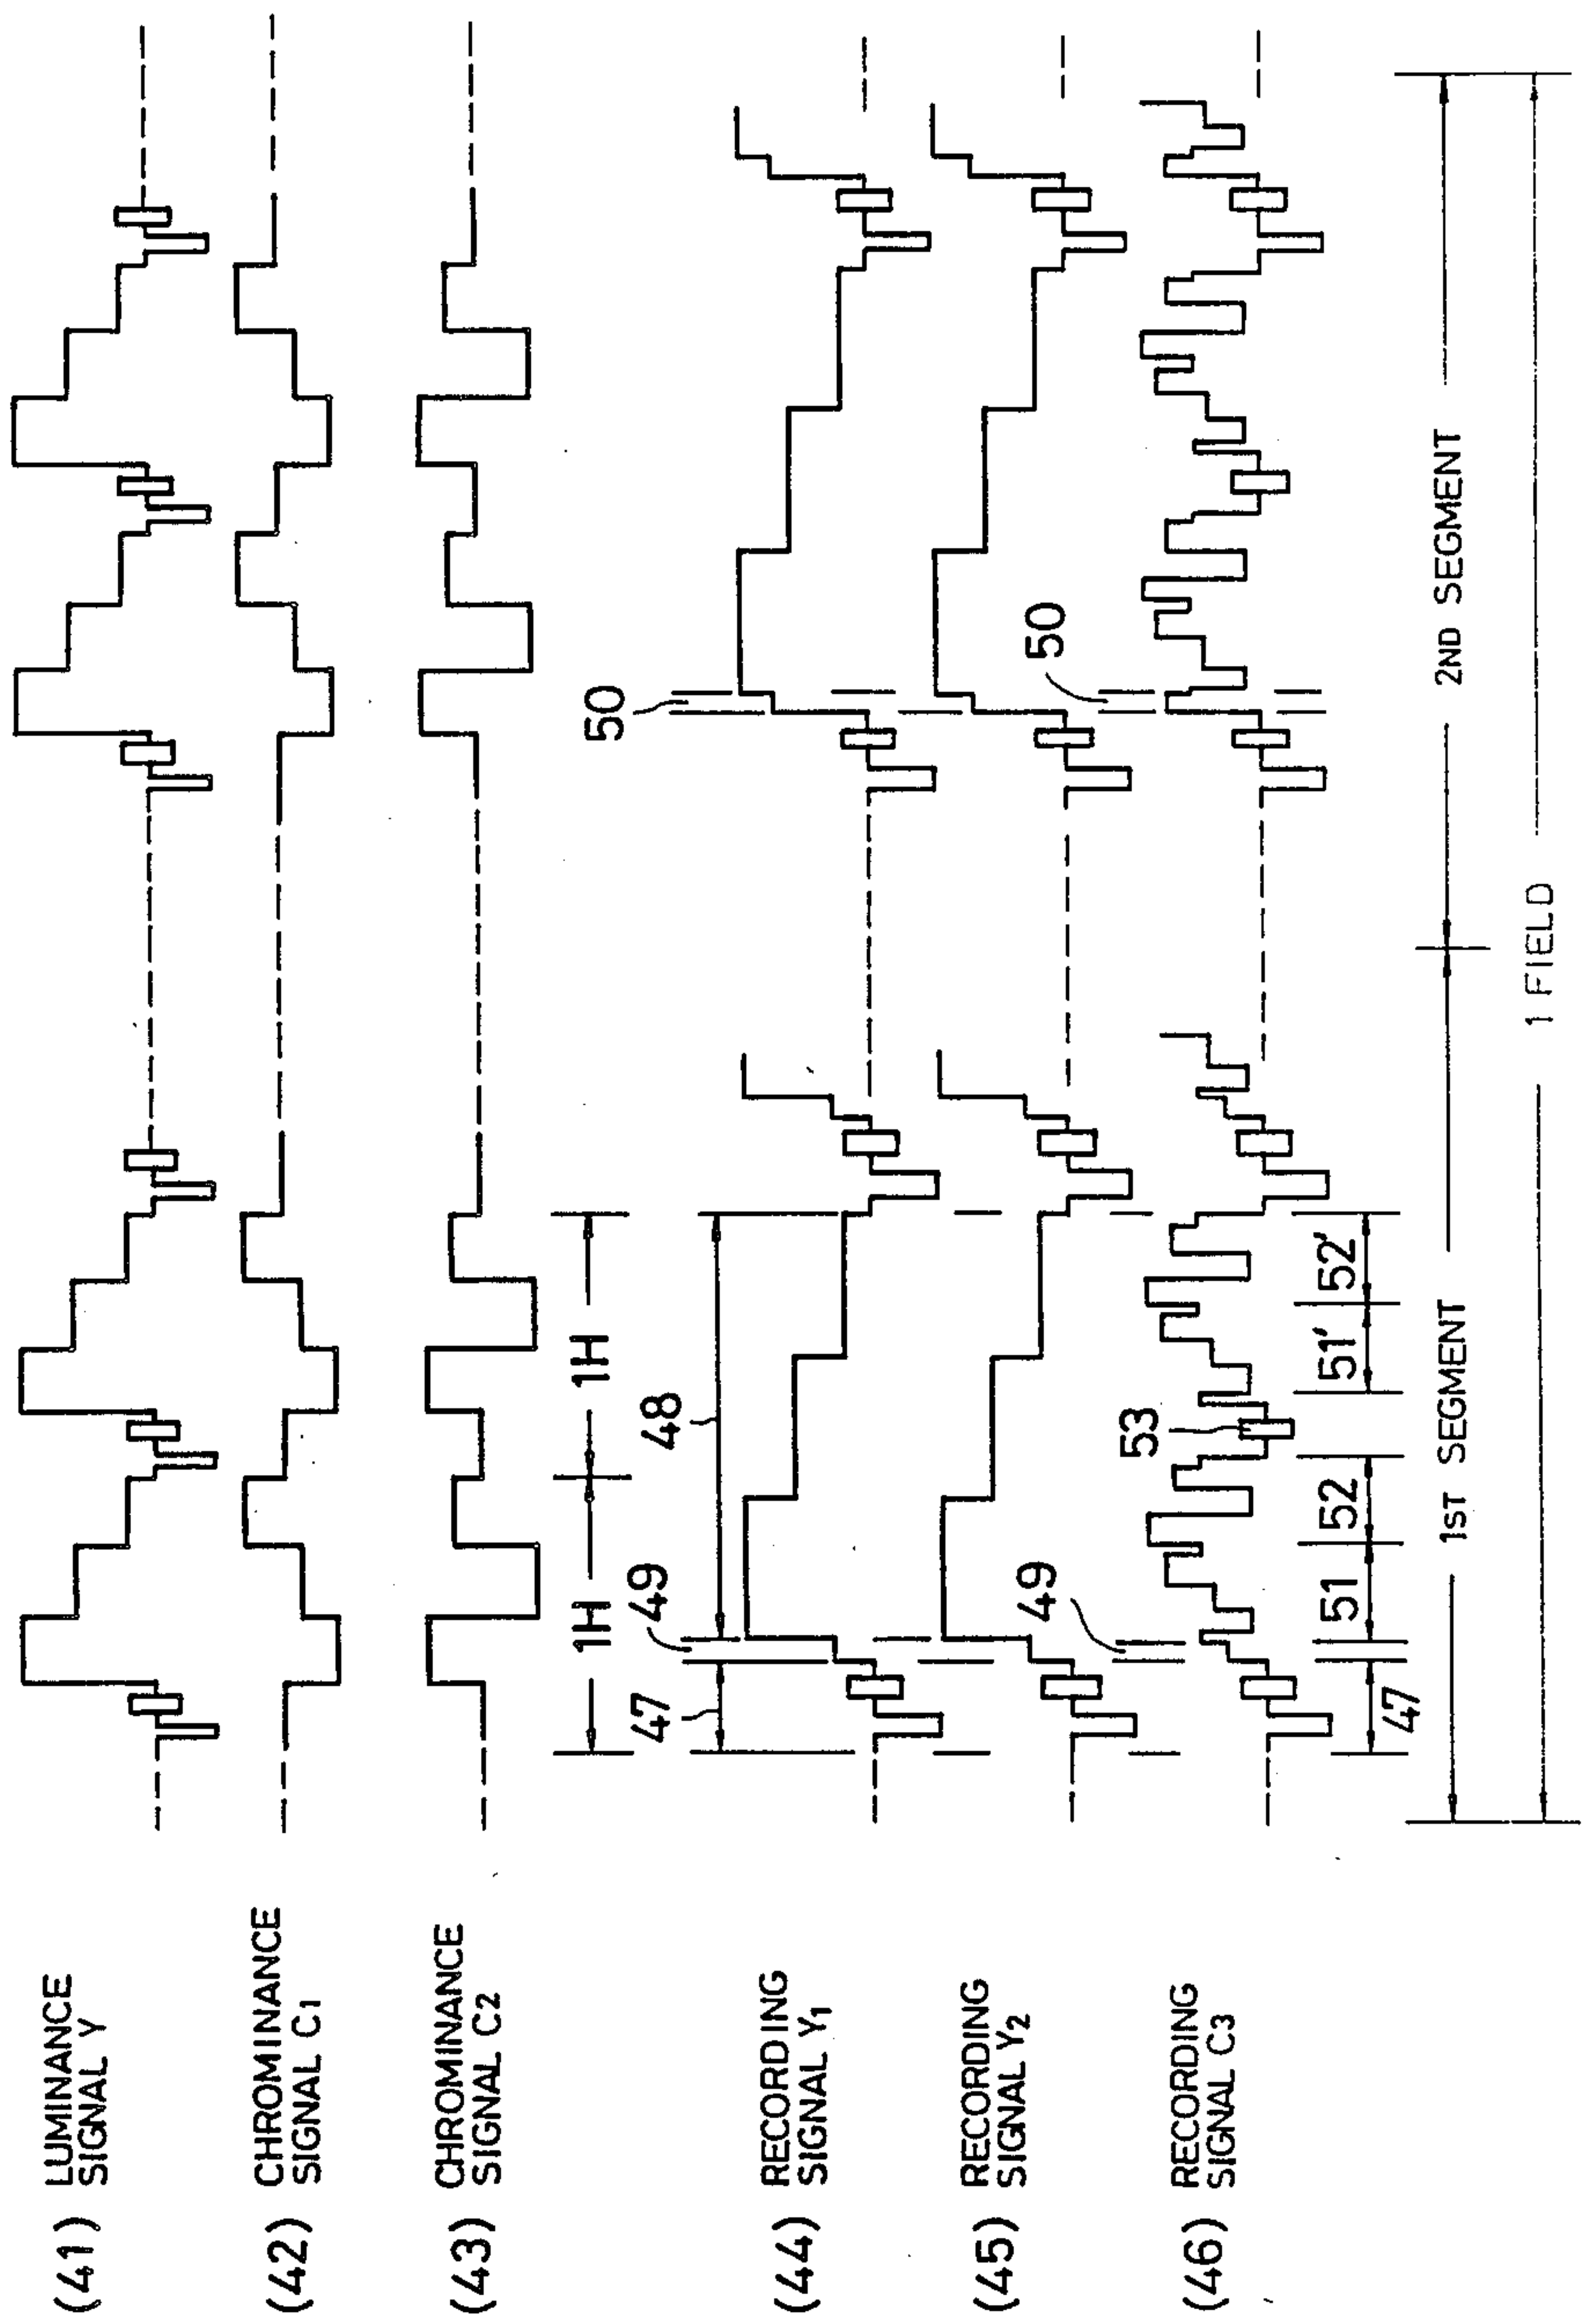 (41) LUMINANCE
SIGNAL Y
(42) CHROMINANCE
SIGNAL C1
(43) CHROMINANCE
SIGNAL C2
1H
1H
(44) RECORDING
SIGNAL Y1
47
49
48
50
(45) RECORDING
SIGNAL Y2
49
50
(46) RECORDING
SIGNAL C3
53
47
51
52
51'
52'
1ST SEGMENT
2ND SEGMENT
1 FIELD